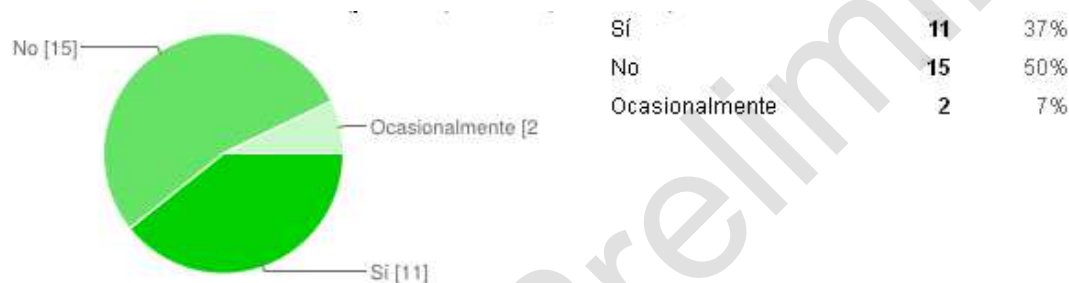 No [15]
Ocasionalmente [2
Sí [11]
Sí 11 37%
No 15 50%
Ocasionalmente 2 7%